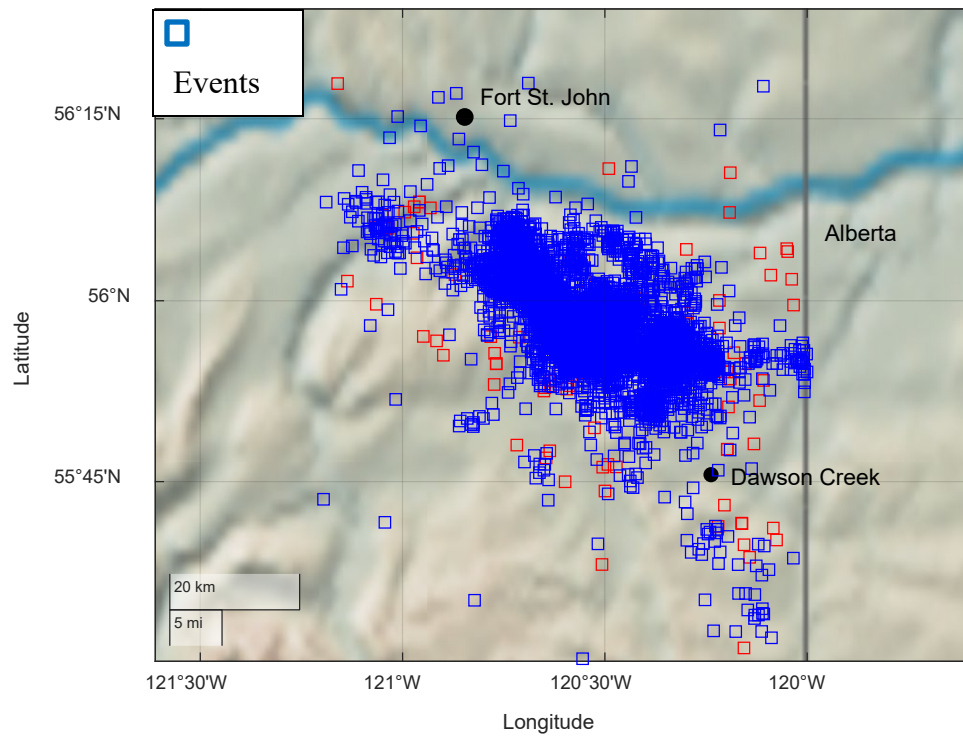 Events
Fort St. John
56°15'N
Alberta
56°N
55°45'N
Dawson Creek
20 km
5 mi
121°30'W
121°W
120°30'W
120°W
Longitude
Latitude